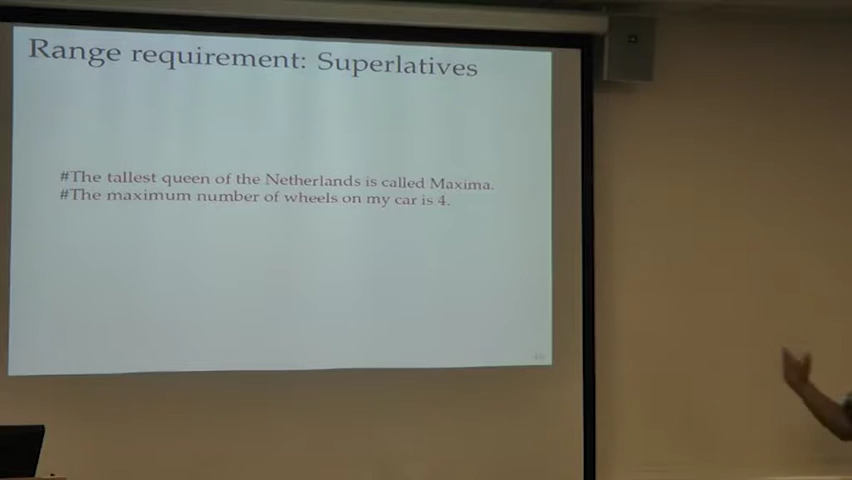 Range requirement: Superlatives
#The tallest queen of the Netherlands is called Maxima.
#The maximum number of wheels on my car is 4.